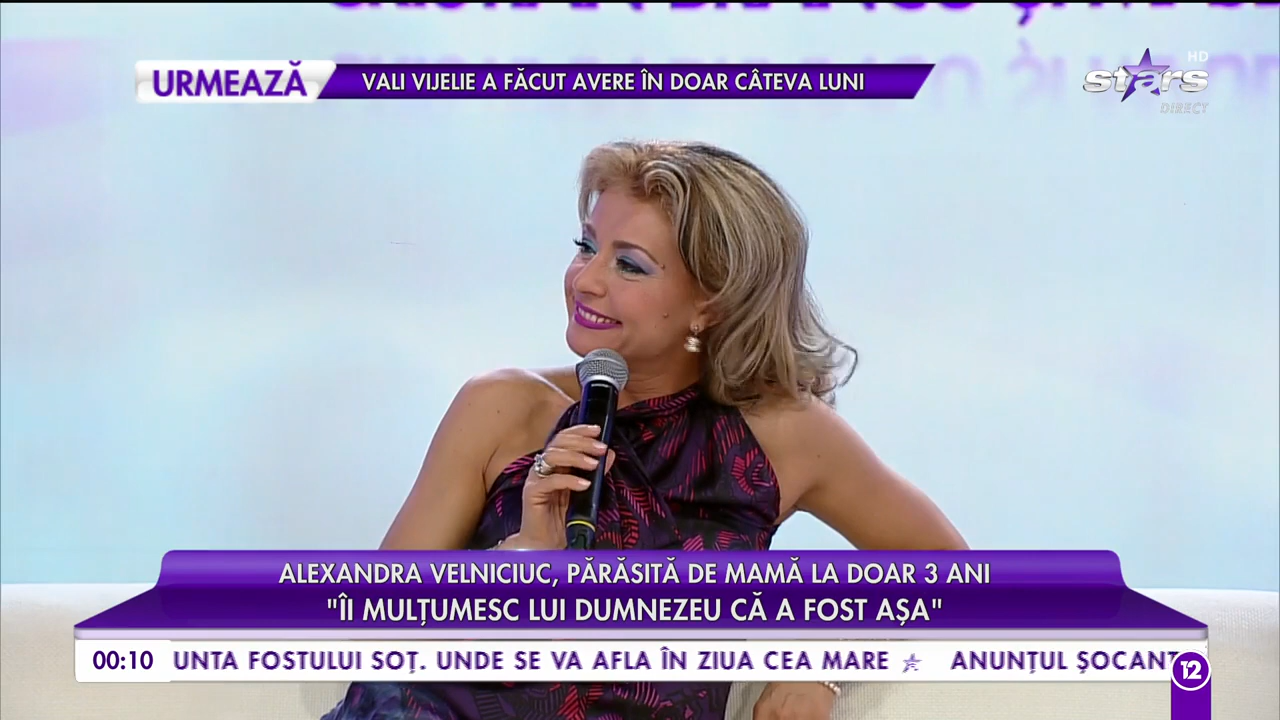 URMEAZĂ
VALI VIJELIE A FĂCUT AVERE ÎN DOAR CÂTEVA LUNI
HD
stars
DIRECT
ALEXANDRA VELNICIUC, PĂRĂSITĂ DE MAMĂ LA DOAR 3 ANI
"ÎI MULȚUMESC LUI DUMNEZEU CĂ A FOST AȘA"
00:10 UNTA FOSTULUI SOȚ. UNDE SE VA AFLA ÎN ZIUA CEA MARE ANUNȚUL ȘOCANT
12